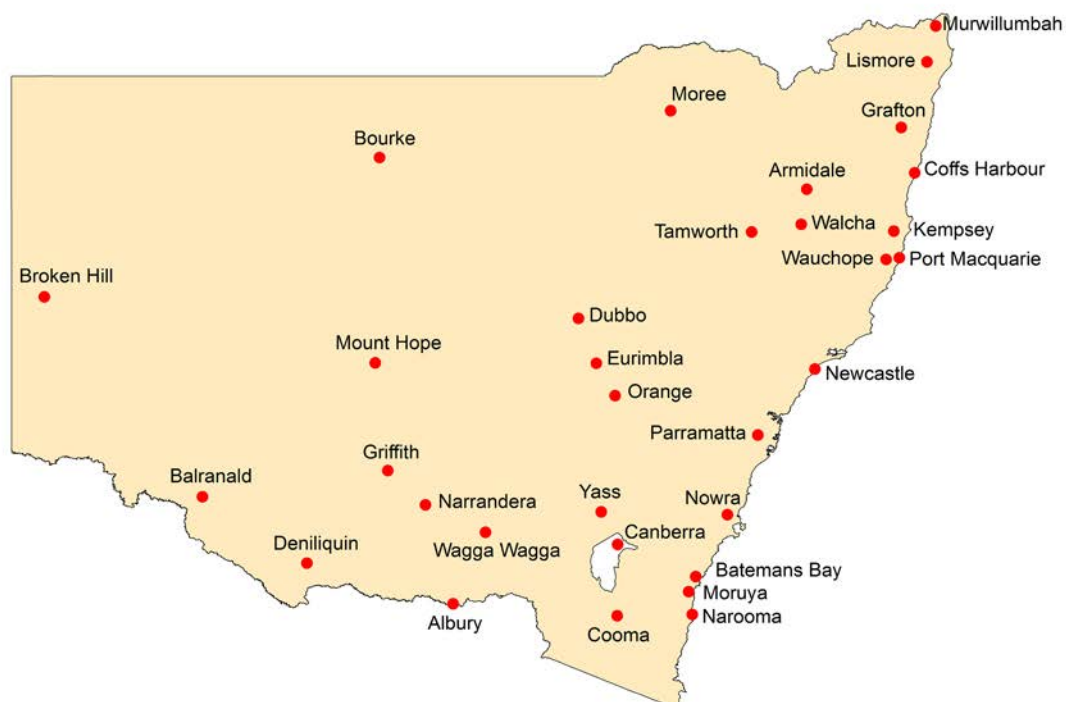 Murwillumbah
Lismore
Moree
Grafton
Bourke
Armidale
Coffs Harbour
Walcha
Tamworth
Kempsey
Wauchope
Port Macquarie
Broken Hill
Dubbo
Mount Hope
Eurimbla
Newcastle
Orange
Parramatta
Griffith
Balranald
Yass
Nowra
Narrandera
Canberra
Deniliquin
Wagga Wagga
Batemans Bay
Moruya
Narooma
Albury
Cooma